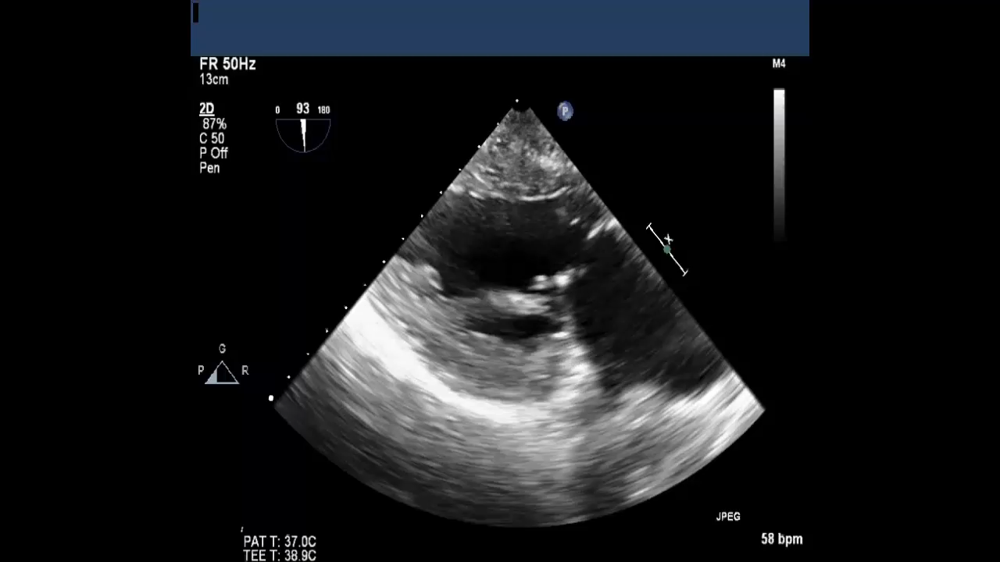 FR 50Hz
13cm
M4
2D
87%
C 50
P Off
Pen
0 93 180
P
x
G
P R
JPEG
58 bpm
PAT T: 37.0C
TEE T: 38.9C